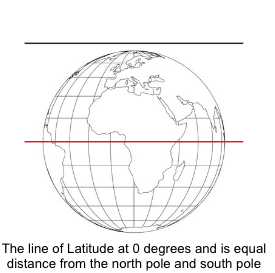 The line of Latitude at 0 degrees and is equal
distance from the north pole and south pole